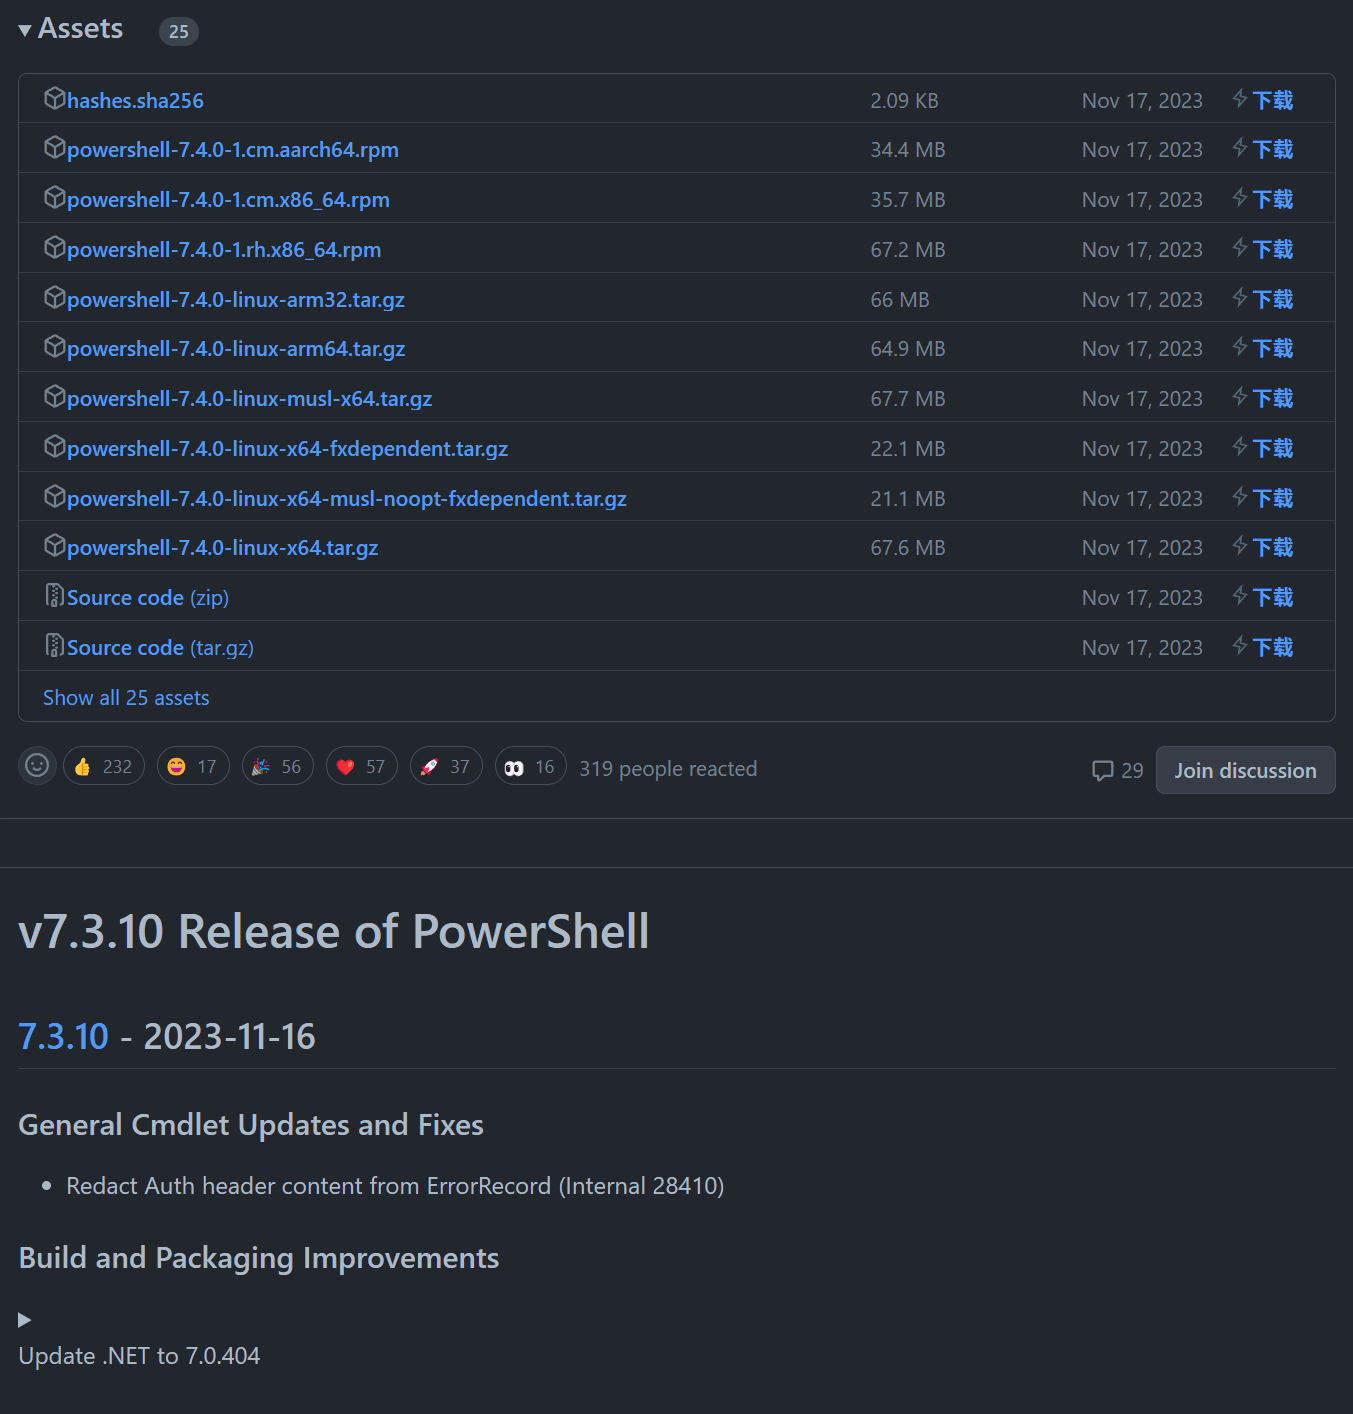 Assets 25
hashes.sha256 2.09 KB Nov 17, 2023 下载
powershell-7.4.0-1.cm.aarch64.rpm 34.4 MB Nov 17, 2023 下载
powershell-7.4.0-1.cm.x86_64.rpm 35.7 MB Nov 17, 2023 下载
powershell-7.4.0-1.rh.x86_64.rpm 67.2 MB Nov 17, 2023 下载
powershell-7.4.0-linux-arm32.tar.gz 66 MB Nov 17, 2023 下载
powershell-7.4.0-linux-arm64.tar.gz 64.9 MB Nov 17, 2023 下载
powershell-7.4.0-linux-musl-x64.tar.gz 67.7 MB Nov 17, 2023 下载
powershell-7.4.0-linux-x64-fxdependent.tar.gz 22.1 MB Nov 17, 2023 下载
powershell-7.4.0-linux-x64-musl-noopt-fxdependent.tar.gz 21.1 MB Nov 17, 2023 下载
powershell-7.4.0-linux-x64.tar.gz 67.6 MB Nov 17, 2023 下载
Source code (zip) Nov 17, 2023 下载
Source code (tar.gz) Nov 17, 2023 下载
Show all 25 assets
👍 232 😄 17 🎉 56 ❤️ 57 🚀 37 👀 16 319 people reacted 29 Join discussion
v7.3.10 Release of PowerShell
7.3.10 - 2023-11-16
General Cmdlet Updates and Fixes
• Redact Auth header content from ErrorRecord (Internal 28410)
Build and Packaging Improvements
Update .NET to 7.0.404